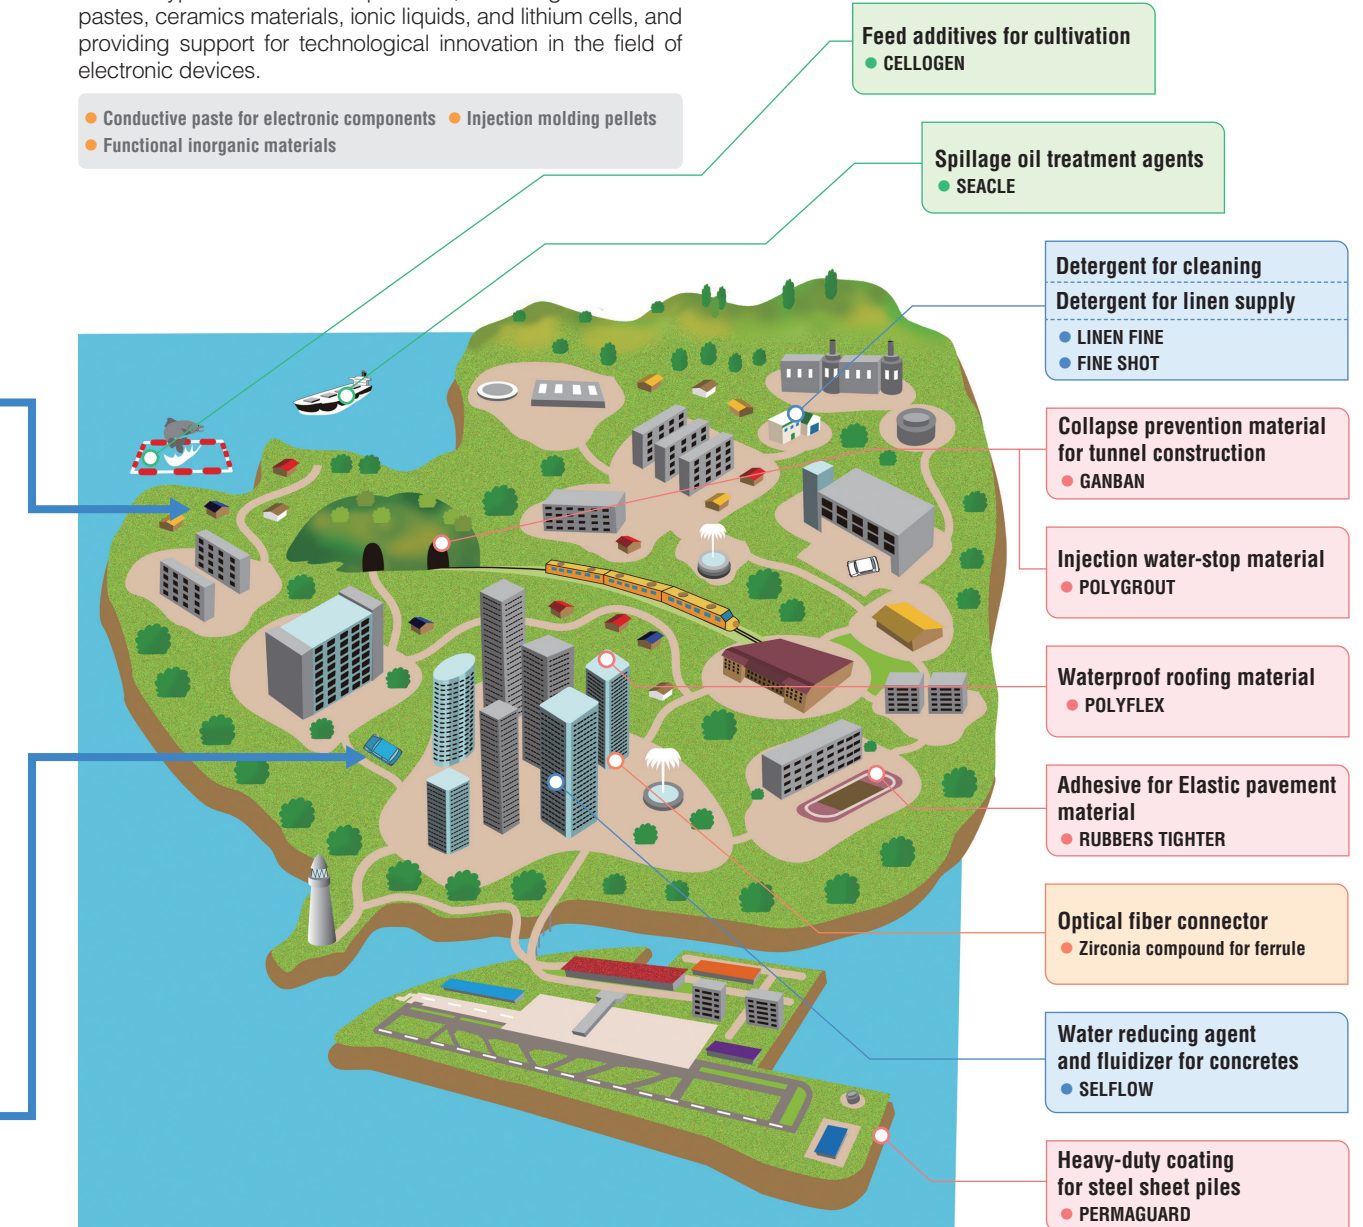 pastes, ceramics materials, ionic liquids, and lithium cells, and
providing support for technological innovation in the field of
electronic devices.
Conductive paste for electronic components
Injection molding pellets
Functional inorganic materials
Feed additives for cultivation
CELLOGEN
Spillage oil treatment agents
SEACLE
Detergent for cleaning
Detergent for linen supply
LINEN FINE
FINE SHOT
Collapse prevention material
for tunnel construction
GANBAN
Injection water-stop material
POLYGROUT
Waterproof roofing material
POLYFLEX
Adhesive for Elastic pavement
material
RUBBERS TIGHTER
Optical fiber connector
Zirconia compound for ferrule
Water reducing agent
and fluidizer for concretes
SELFLOW
Heavy-duty coating
for steel sheet piles
PERMAGUARD